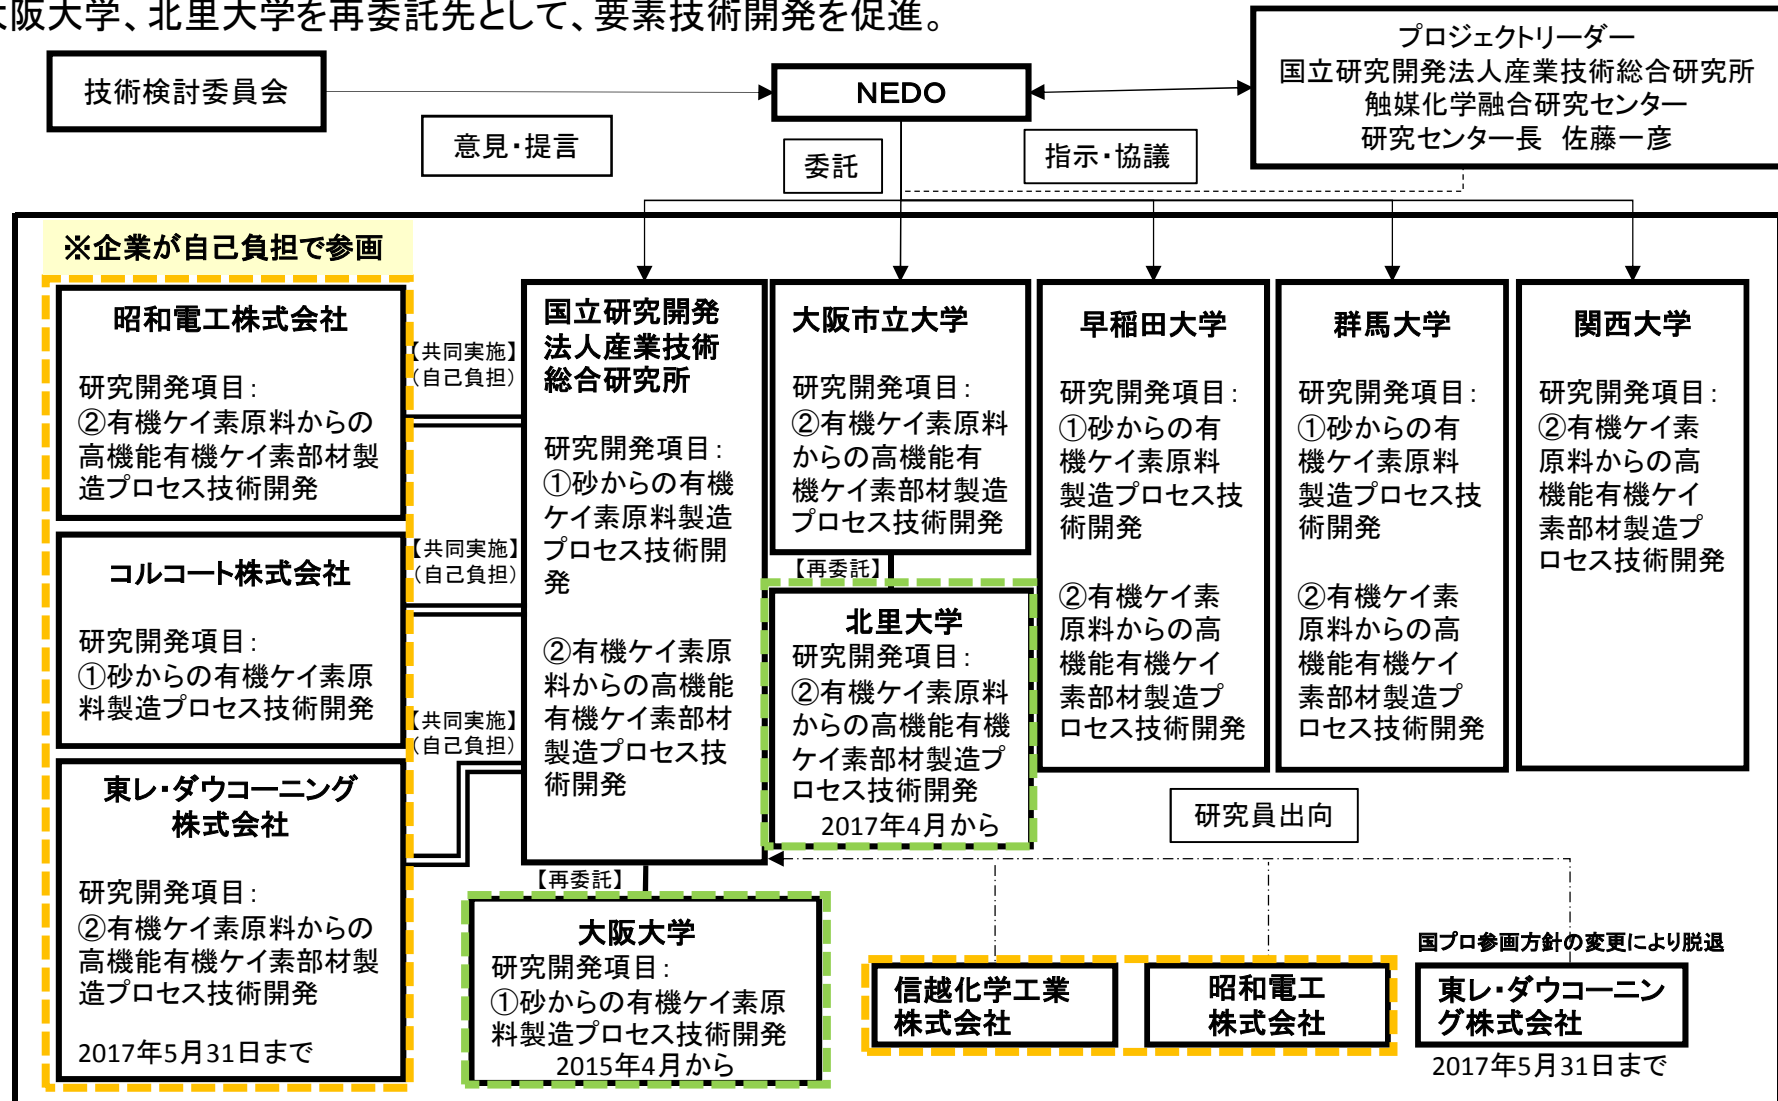 大阪大学、北里大学を再委託先として、要素技術開発を促進。
技術検討委員会
意見・提言
NEDO
委託
指示・協議
プロジェクトリーダー
国立研究開発法人産業技術総合研究所
触媒化学融合研究センター
研究センター長　佐藤一彦
※企業が自己負担で参画
昭和電工株式会社
研究開発項目：
②有機ケイ素原料からの
高機能有機ケイ素部材製
造プロセス技術開発
【共同実施】
（自己負担）
コルコート株式会社
研究開発項目：
①砂からの有機ケイ素原
料製造プロセス技術開発
【共同実施】
（自己負担）
東レ・ダウコーニング
株式会社
研究開発項目：
②有機ケイ素原料からの
高機能有機ケイ素部材製
造プロセス技術開発
2017年5月31日まで
【共同実施】
（自己負担）
国立研究開発
法人産業技術
総合研究所
研究開発項目：
①砂からの有機
ケイ素原料製造
プロセス技術開
発
②有機ケイ素原
料からの高機能
有機ケイ素部材
製造プロセス技
術開発
【再委託】
大阪大学
研究開発項目：
①砂からの有機ケイ素原
料製造プロセス技術開発
2015年4月から
大阪市立大学
研究開発項目：
②有機ケイ素原料
からの高機能有
機ケイ素部材製造
プロセス技術開発
【再委託】
北里大学
研究開発項目：
②有機ケイ素原料
からの高機能有機
ケイ素部材製造プ
ロセス技術開発
2017年4月から
早稲田大学
研究開発項目：
①砂からの有
機ケイ素原料
製造プロセス技
術開発
②有機ケイ素
原料からの高
機能有機ケイ
素部材製造プ
ロセス技術開発
群馬大学
研究開発項目：
①砂からの有
機ケイ素原料
製造プロセス技
術開発
②有機ケイ素
原料からの高
機能有機ケイ
素部材製造プ
ロセス技術開発
関西大学
研究開発項目：
②有機ケイ素
原料からの高
機能有機ケイ
素部材製造プ
ロセス技術開発
研究員出向
信越化学工業
株式会社
昭和電工
株式会社
国プロ参画方針の変更により脱退
東レ・ダウコーニン
グ株式会社
2017年5月31日まで